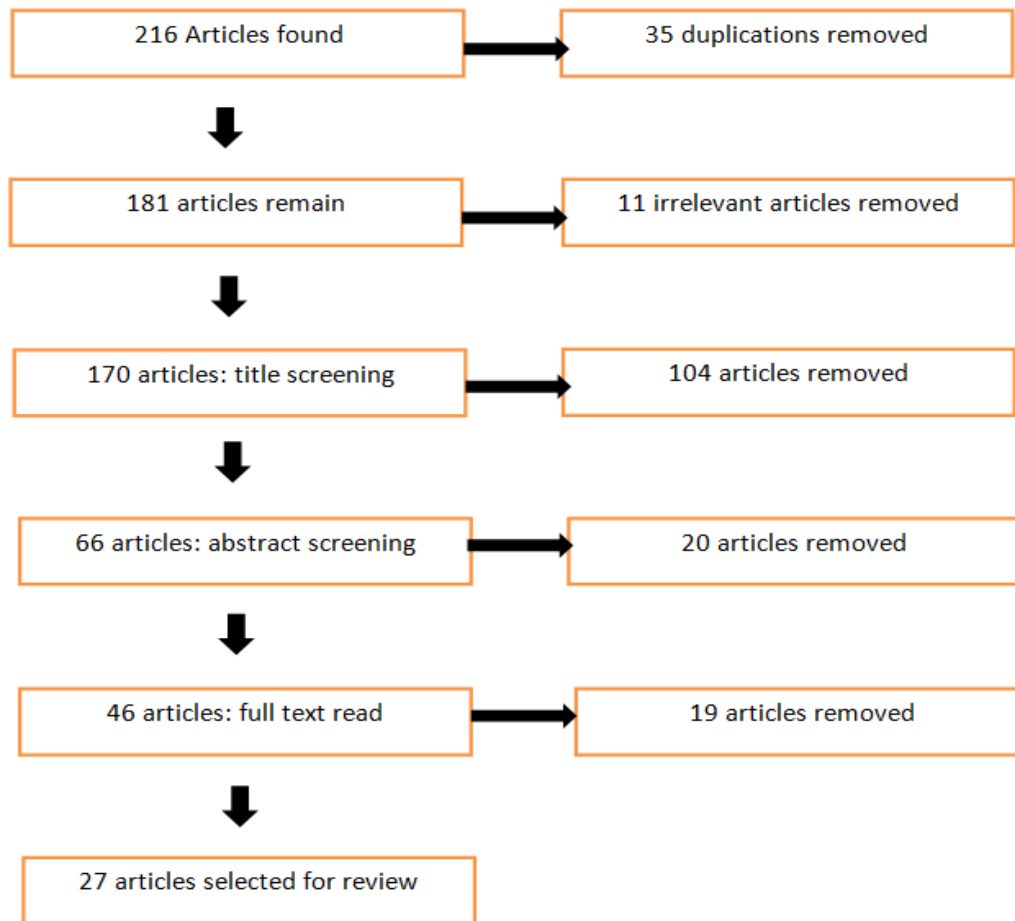 216 Articles found
35 duplications removed
181 articles remain
11 irrelevant articles removed
170 articles: title screening
104 articles removed
66 articles: abstract screening
20 articles removed
46 articles: full text read
19 articles removed
27 articles selected for review